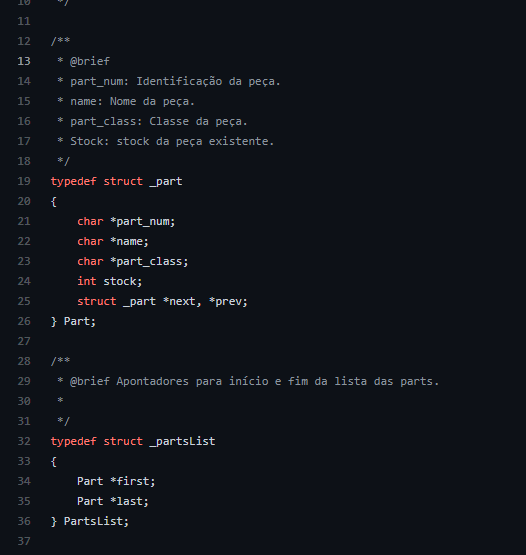 10  */
11
12 /**
13  * @brief
14  * part_num: Identificação da peça.
15  * name: Nome da peça.
16  * part_class: Classe da peça.
17  * Stock: stock da peça existente.
18  */
19 typedef struct _part
20 {
21     char *part_num;
22     char *name;
23     char *part_class;
24     int stock;
25     struct _part *next, *prev;
26 } Part;
27
28 /**
29  * @brief Apontadores para início e fim da lista das parts.
30  *
31  */
32 typedef struct _partsList
33 {
34     Part *first;
35     Part *last;
36 } PartsList;
37